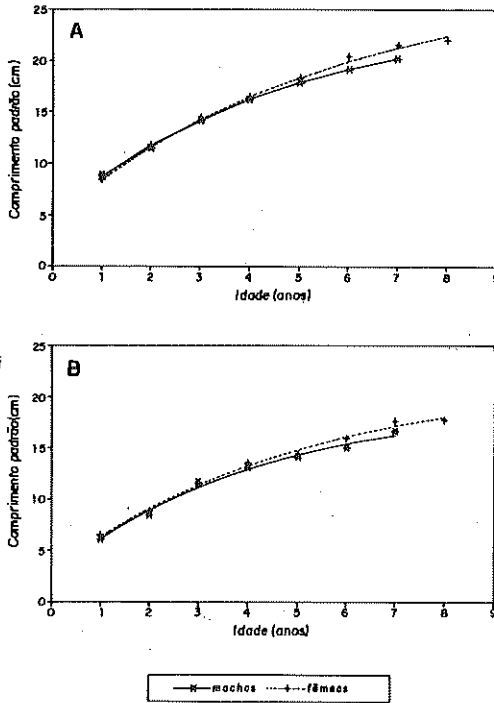 A
25
20
15
10
5
0
Comprimento padrão (cm)
0 1 2 3 4 5 6 7 8 9
Idade (anos)
B
25
20
15
10
5
0
Comprimento padrão(cm)
0 1 2 3 4 5 6 7 8 9
Idade (anos)
machos fêmeas